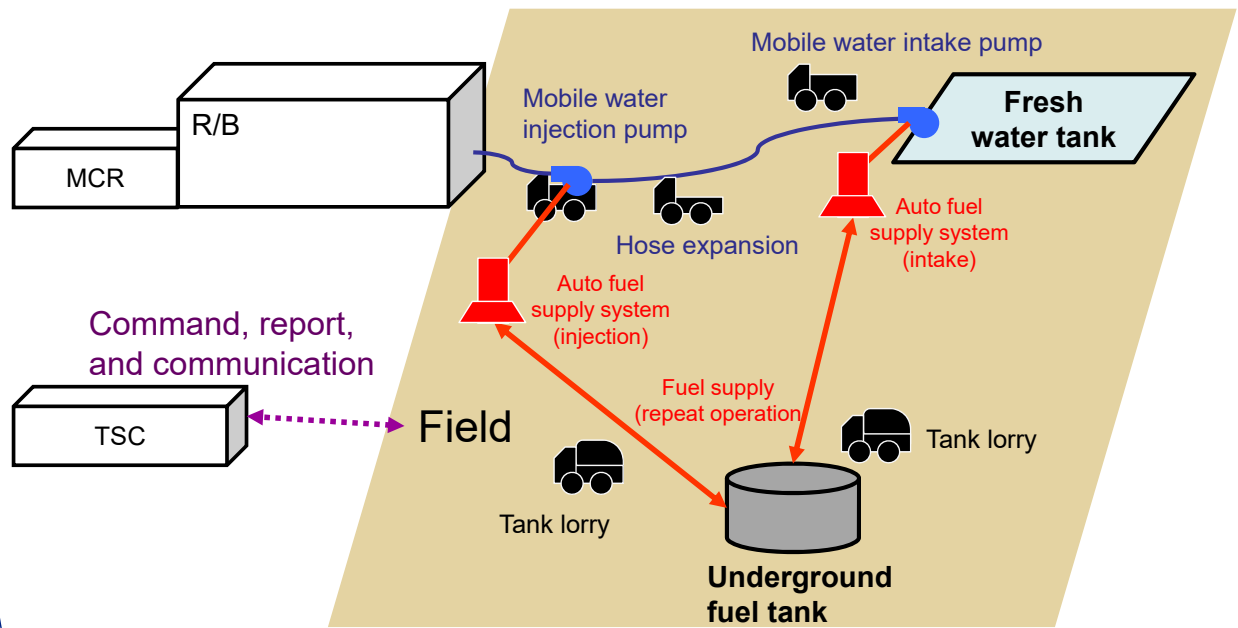 Mobile water intake pump
R/B
Mobile water
injection pump
Fresh
water tank
MCR
Auto fuel
supply system
(intake)
Hose expansion
Auto fuel
supply system
(injection)
Command, report,
and communication
Fuel supply
(repeat operation
TSC
Field
Tank lorry
Tank lorry
Underground
fuel tank